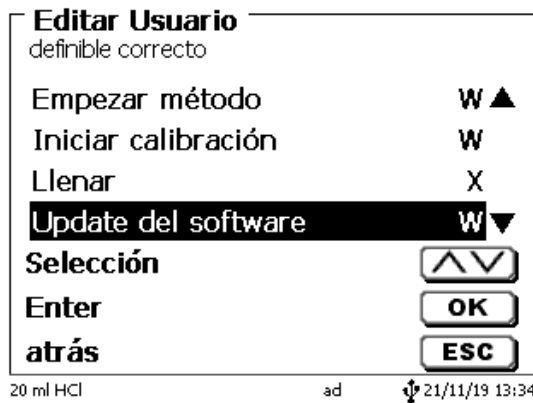 Editar Usuario
definible correcto
Empezar método W ▲
Iniciar calibración W
Llenar X
Update del software W ▼
Selección
Enter OK
atrás ESC
20 ml HCl ad 21/11/19 13:34